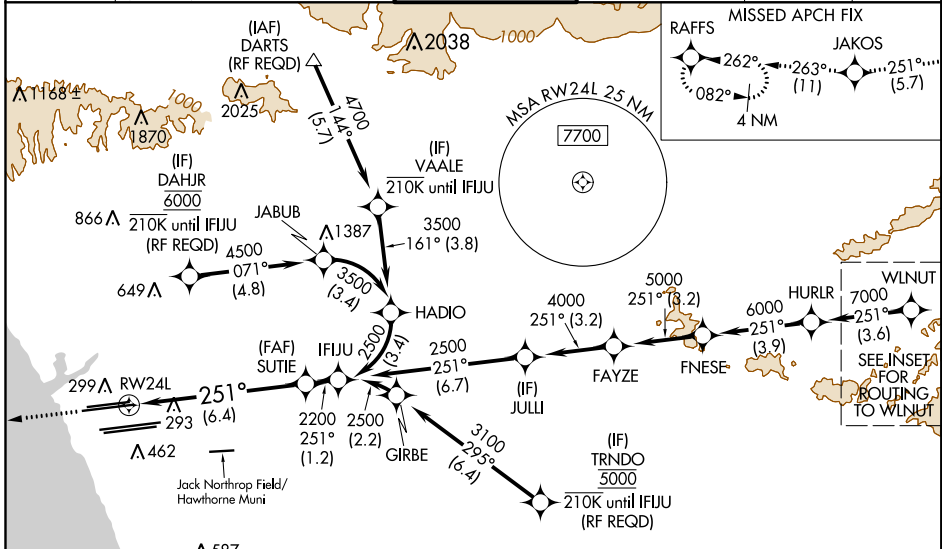 (IAF)
DARTS
(RF REQD)
2038
1000
MISSED APCH FIX
RAFFS
JAKOS
262°
263°
(11)
251°
(5.7)
082°
4 NM
1168 ±
1000
1870
2025
4700
144°
(5.7)
MSA RW24L 25 NM
7700
(IF)
VAALE
210K until IFIJU
(IF)
DAHJR
6000
210K until IFIJU
(RF REQD)
866
JABUB
1387
3500
161° (3.8)
4500
071°
(4.8)
649
3500
(3.4)
HADIO
2500
(3.4)
5000
251° (3.2)
4000
251° (3.2)
HURLR
6000
251°
(3.9)
WLNUT
7000
251°
(3.6)
SEE INSET
FOR
ROUTING
TO WLNUT
FNESE
FAYZE
2500
251°
(6.7)
(IF)
JULLI
(FAF)
SUTIE
IFIJU
299
RW24L
251°
(6.4)
293
462
2200
251°
(1.2)
2500
(2.2)
GIRBE
3100
295°
(6.4)
(IF)
TRNDO
5000
210K until IFIJU
(RF REQD)
Jack Northrop Field/
Hawthorne Muni